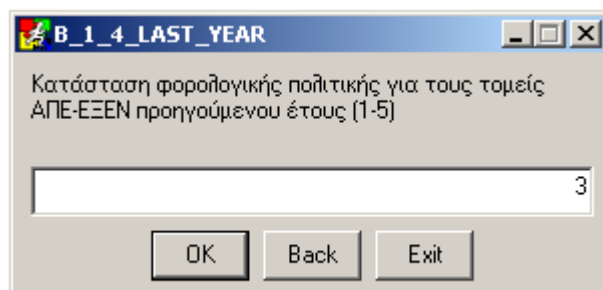 B_1_4_LAST_YEAR
Κατάσταση φορολογικής πολιτικής για τους τομείς
ΑΠΕ-ΕΞΕΝ προηγούμενου έτους (1-5)
3
OK Back Exit